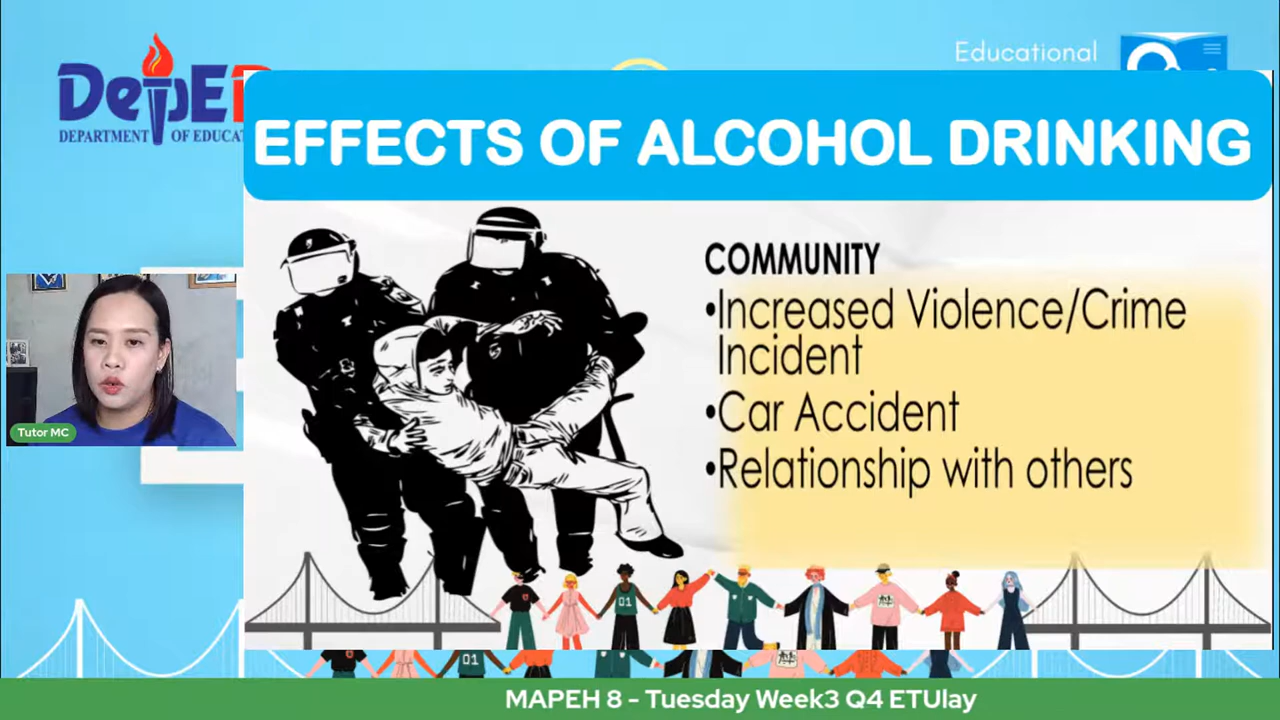 Educational
DepED
DEPARTMENT OF EDUCAT
EFFECTS OF ALCOHOL DRINKING
COMMUNITY
•Increased Violence/Crime
Incident
•Car Accident
•Relationship with others
Tutor MC
01
01
MAPEH 8 - Tuesday Week3 Q4 ETUlay